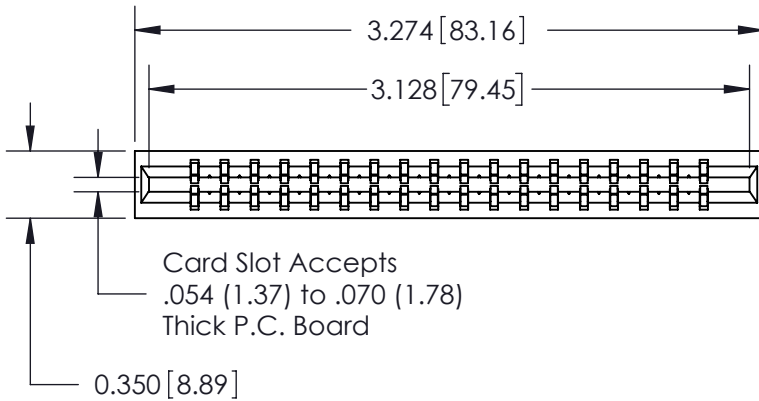 3.274[83.16]
3.128[79.45]
Card Slot Accepts
.054 (1.37) to .070 (1.78)
Thick P.C. Board
0.350[8.89]